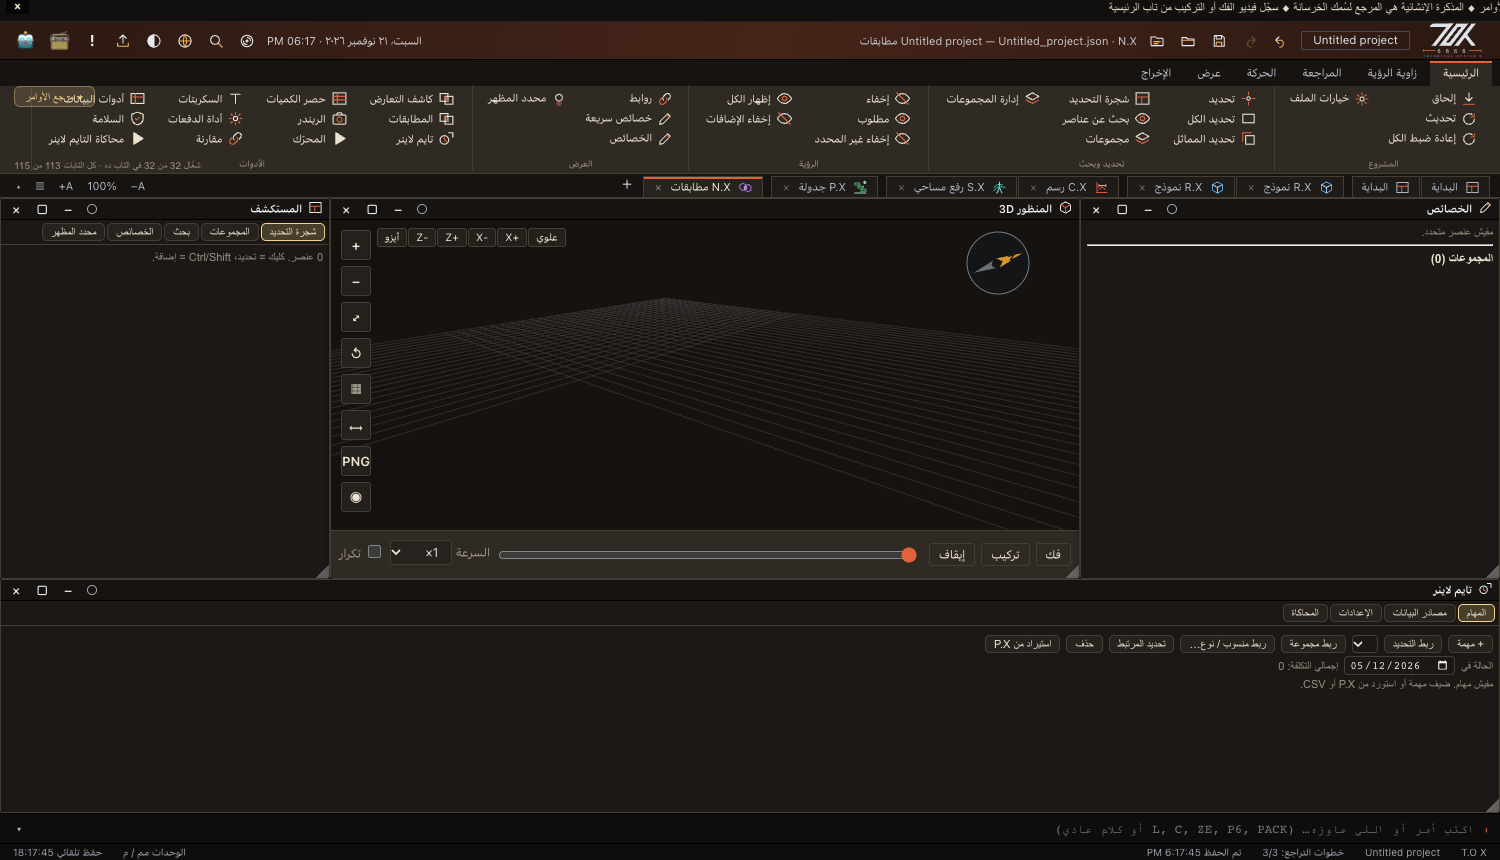 وامر ◆ المذكرة الإنشائية هي المرجع لسُمك الخرسانة ◆ سجّل فيديو الفك أو التركيب من تاب الرئيسية
×
TOX
6 6 6 8
Untitled project
مطابقات Untitled project — Untitled_project.json · N.X
السبت، ٢١ نوفمبر ٢٠٢٦ · 06:17 PM
الرئيسية
زاوية الرؤية
المراجعة
الحركة
عرض
الإخراج
إلحاق
خيارات الملف
تحديث
إعادة ضبط الكل
المشروع
تحديد
شجرة التحديد
إدارة المجموعات
تحديد الكل
بحث عن عناصر
تحديد المماثل
مجموعات
تحديد وبحث
إخفاء
إظهار الكل
مطلوب
إخفاء الإضافات
إخفاء غير المحدد
الرؤية
روابط
محدد المظهر
خصائص سريعة
الخصائص
العرض
كاشف التعارض
حصر الكميات
السكربتات
أدوات البيانات
المطابقات
الريندر
أداة الدفعات
السلامة
تايم لاينر
المحرّك
مقارنة
محاكاة التايم لاينر
الأدوات
شغّال 32 من 32 في التاب ده · كل التابات 113 من 115
البداية
البداية
R.X نموذج ×
R.X نموذج ×
C.X رسم ×
S.X رفع مساحي ×
P.X جدولة ×
N.X مطابقات ×
+
A−
100%
A+
الخصائص
مفيش عنصر متحدد.
المجموعات (0)
المنظور 3D
علوي
X+
X-
Z+
Z-
أيزو
PNG
فك
تركيب
إيقاف
السرعة
×1
تكرار
المستكشف
شجرة التحديد
المجموعات
بحث
الخصائص
محدد المظهر
0 عنصر. كليك = تحديد، Ctrl/Shift = إضافة.
تايم لاينر
المهام
مصادر البيانات
الإعدادات
المحاكاة
+ مهمة
ربط التحديد
ربط مجموعة
ربط منسوب / نوع...
تحديد المرتبط
حذف
استيراد من P.X
الحالة في 05/12/2026 إجمالي التكلفة: 0
مفيش مهام. ضيف مهمة أو استورد من P.X أو CSV.
‹ اكتب أمر أو اللي عاوزه… (L, C, ZE, P6, PACK أو كلام عادي)
T.O X
Untitled project
خطوات التراجع: 3/3
تم الحفظ 6:17:45 PM
الوحدات مم / م
حفظ تلقائي 18:17:45